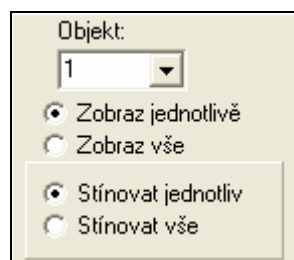 Objekt:
1
Zobraz jednotlivě
Zobraz vše
Stínovat jednotliv
Stínovat vše